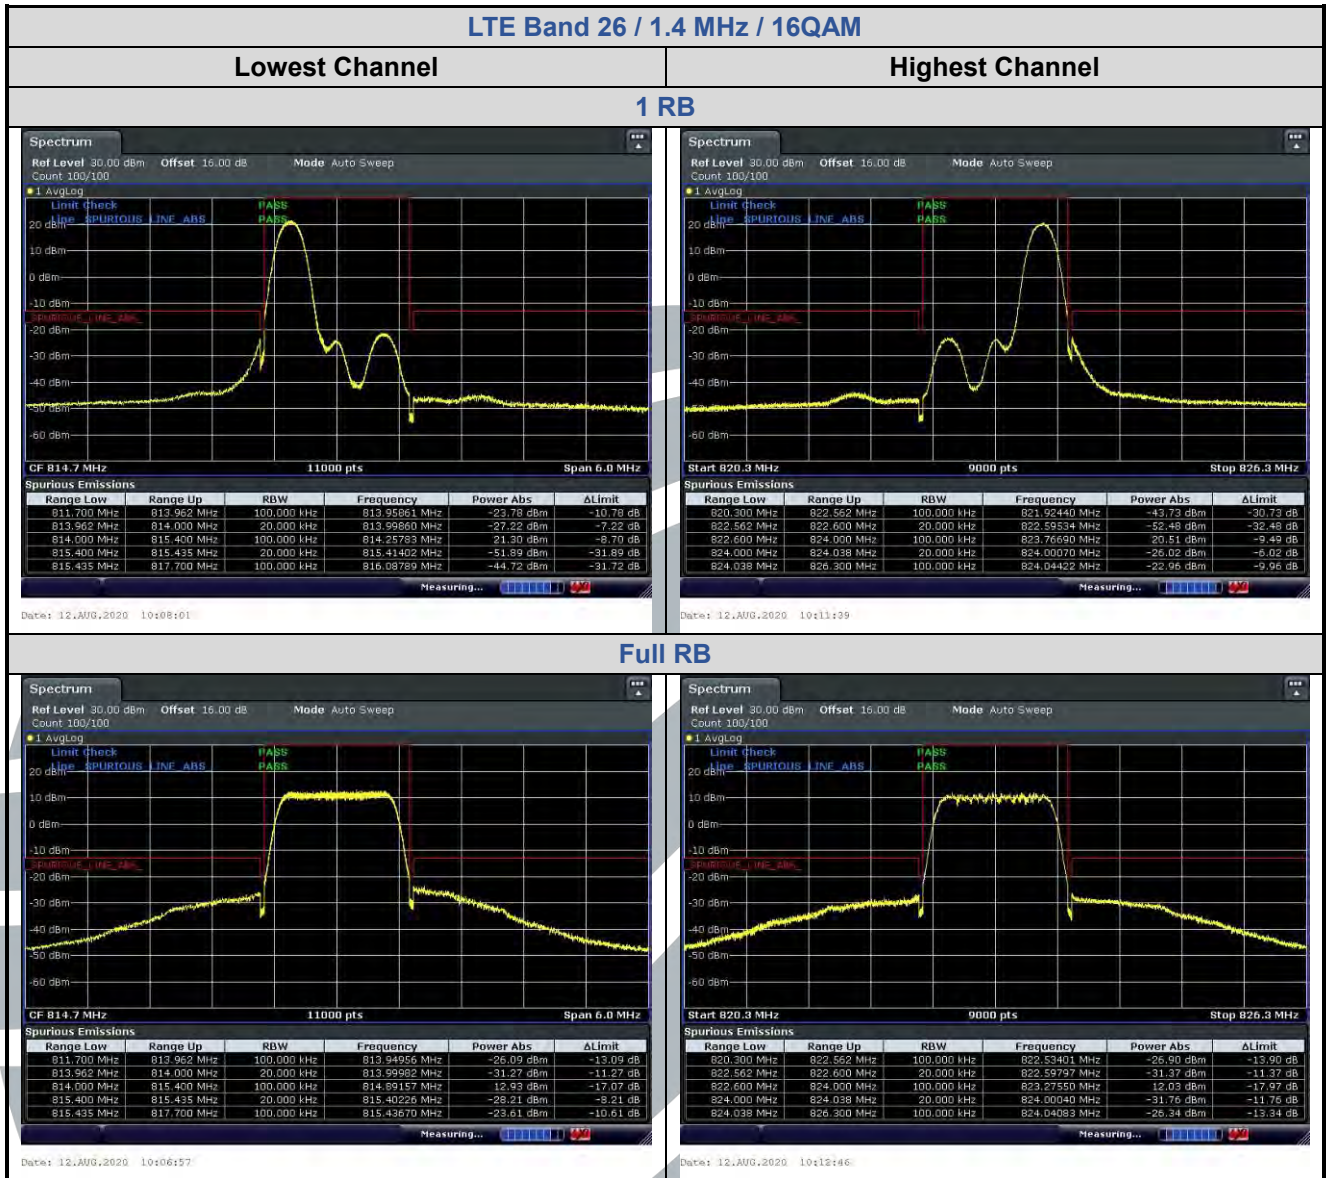 LTE Band 26 / 1.4 MHz / 16QAM
Lowest Channel Highest Channel
1 RB
Spectrum
Ref Level 30.00 dBm Offset 16.00 dB Mode Auto Sweep
Count 100/100
1 AvgLog
Limit Check PASS
Line _SPURIOUS_LINE_ABS_ PASS
20 dBm
10 dBm
0 dBm
-10 dBm
_SPURIOUS_LINE_ABS_
-20 dBm
-30 dBm
-40 dBm
-50 dBm
-60 dBm
CF 814.7 MHz 11000 pts Span 6.0 MHz
Spurious Emissions
Range Low Range Up RBW Frequency Power Abs ΔLimit
811.700 MHz 813.962 MHz 100.000 kHz 813.95861 MHz -23.78 dBm -10.78 dB
813.962 MHz 814.000 MHz 20.000 kHz 813.99860 MHz -27.22 dBm -7.22 dB
814.000 MHz 815.400 MHz 100.000 kHz 814.25783 MHz 21.30 dBm -8.70 dB
815.400 MHz 815.435 MHz 20.000 kHz 815.41402 MHz -51.89 dBm -31.89 dB
815.435 MHz 817.700 MHz 100.000 kHz 816.08789 MHz -44.72 dBm -31.72 dB
Measuring...
Date: 12.AUG.2020 10:08:01
Spectrum
Ref Level 30.00 dBm Offset 16.00 dB Mode Auto Sweep
Count 100/100
1 AvgLog
Limit Check PASS
Line _SPURIOUS_LINE_ABS_ PASS
20 dBm
10 dBm
0 dBm
-10 dBm
_SPURIOUS_LINE_ABS_
-20 dBm
-30 dBm
-40 dBm
-50 dBm
-60 dBm
Start 820.3 MHz 9000 pts Stop 826.3 MHz
Spurious Emissions
Range Low Range Up RBW Frequency Power Abs ΔLimit
820.300 MHz 822.562 MHz 100.000 kHz 821.92440 MHz -43.73 dBm -30.73 dB
822.562 MHz 822.600 MHz 20.000 kHz 822.59534 MHz -52.48 dBm -32.48 dB
822.600 MHz 824.000 MHz 100.000 kHz 823.76690 MHz 20.51 dBm -9.49 dB
824.000 MHz 824.038 MHz 20.000 kHz 824.00070 MHz -26.02 dBm -6.02 dB
824.038 MHz 826.300 MHz 100.000 kHz 824.04422 MHz -22.96 dBm -9.96 dB
Measuring...
Date: 12.AUG.2020 10:11:39
Full RB
Spectrum
Ref Level 30.00 dBm Offset 16.00 dB Mode Auto Sweep
Count 100/100
1 AvgLog
Limit Check PASS
Line _SPURIOUS_LINE_ABS_ PASS
20 dBm
10 dBm
0 dBm
-10 dBm
_SPURIOUS_LINE_ABS_
-20 dBm
-30 dBm
-40 dBm
-50 dBm
-60 dBm
CF 814.7 MHz 11000 pts Span 6.0 MHz
Spurious Emissions
Range Low Range Up RBW Frequency Power Abs ΔLimit
811.700 MHz 813.962 MHz 100.000 kHz 813.94956 MHz -26.09 dBm -13.09 dB
813.962 MHz 814.000 MHz 20.000 kHz 813.99982 MHz -31.27 dBm -11.27 dB
814.000 MHz 815.400 MHz 100.000 kHz 814.89157 MHz 12.93 dBm -17.07 dB
815.400 MHz 815.435 MHz 20.000 kHz 815.40226 MHz -28.21 dBm -8.21 dB
815.435 MHz 817.700 MHz 100.000 kHz 815.43670 MHz -23.61 dBm -10.61 dB
Measuring...
Date: 12.AUG.2020 10:06:57
Spectrum
Ref Level 30.00 dBm Offset 16.00 dB Mode Auto Sweep
Count 100/100
1 AvgLog
Limit Check PASS
Line _SPURIOUS_LINE_ABS_ PASS
20 dBm
10 dBm
0 dBm
-10 dBm
_SPURIOUS_LINE_ABS_
-20 dBm
-30 dBm
-40 dBm
-50 dBm
-60 dBm
Start 820.3 MHz 9000 pts Stop 826.3 MHz
Spurious Emissions
Range Low Range Up RBW Frequency Power Abs ΔLimit
820.300 MHz 822.562 MHz 100.000 kHz 822.53401 MHz -26.90 dBm -13.90 dB
822.562 MHz 822.600 MHz 20.000 kHz 822.59797 MHz -31.37 dBm -11.37 dB
822.600 MHz 824.000 MHz 100.000 kHz 823.27550 MHz 12.03 dBm -17.97 dB
824.000 MHz 824.038 MHz 20.000 kHz 824.00040 MHz -31.76 dBm -11.76 dB
824.038 MHz 826.300 MHz 100.000 kHz 824.04083 MHz -26.34 dBm -13.34 dB
Measuring...
Date: 12.AUG.2020 10:12:46